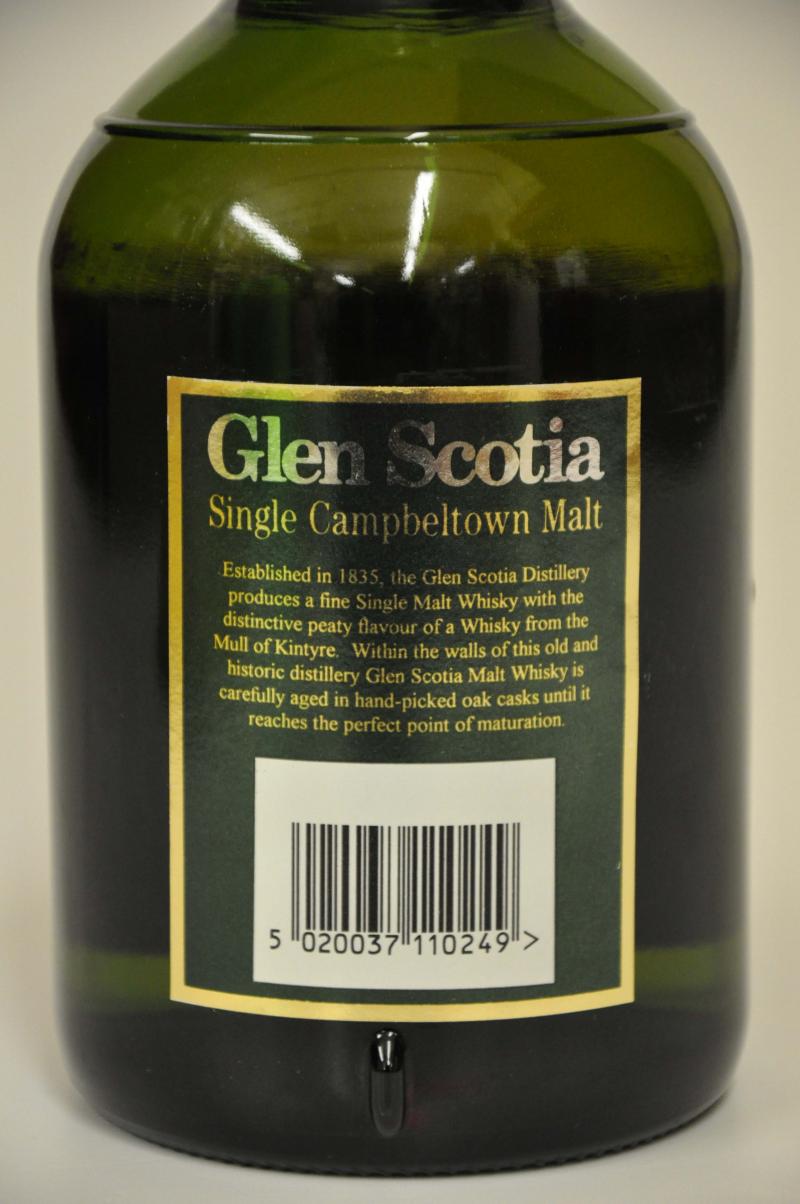 Glen Scotia
Single Campbeltown Malt
Established in 1835, the Glen Scotia Distillery
produces a fine Single Malt Whisky with the
distinctive peaty flavour of a Whisky from the
Mull of Kintyre. Within the walls of this old and
historic distillery Glen Scotia Malt Whisky is
carefully aged in hand-picked oak casks until it
reaches the perfect point of maturation.
5 020037 110249 >